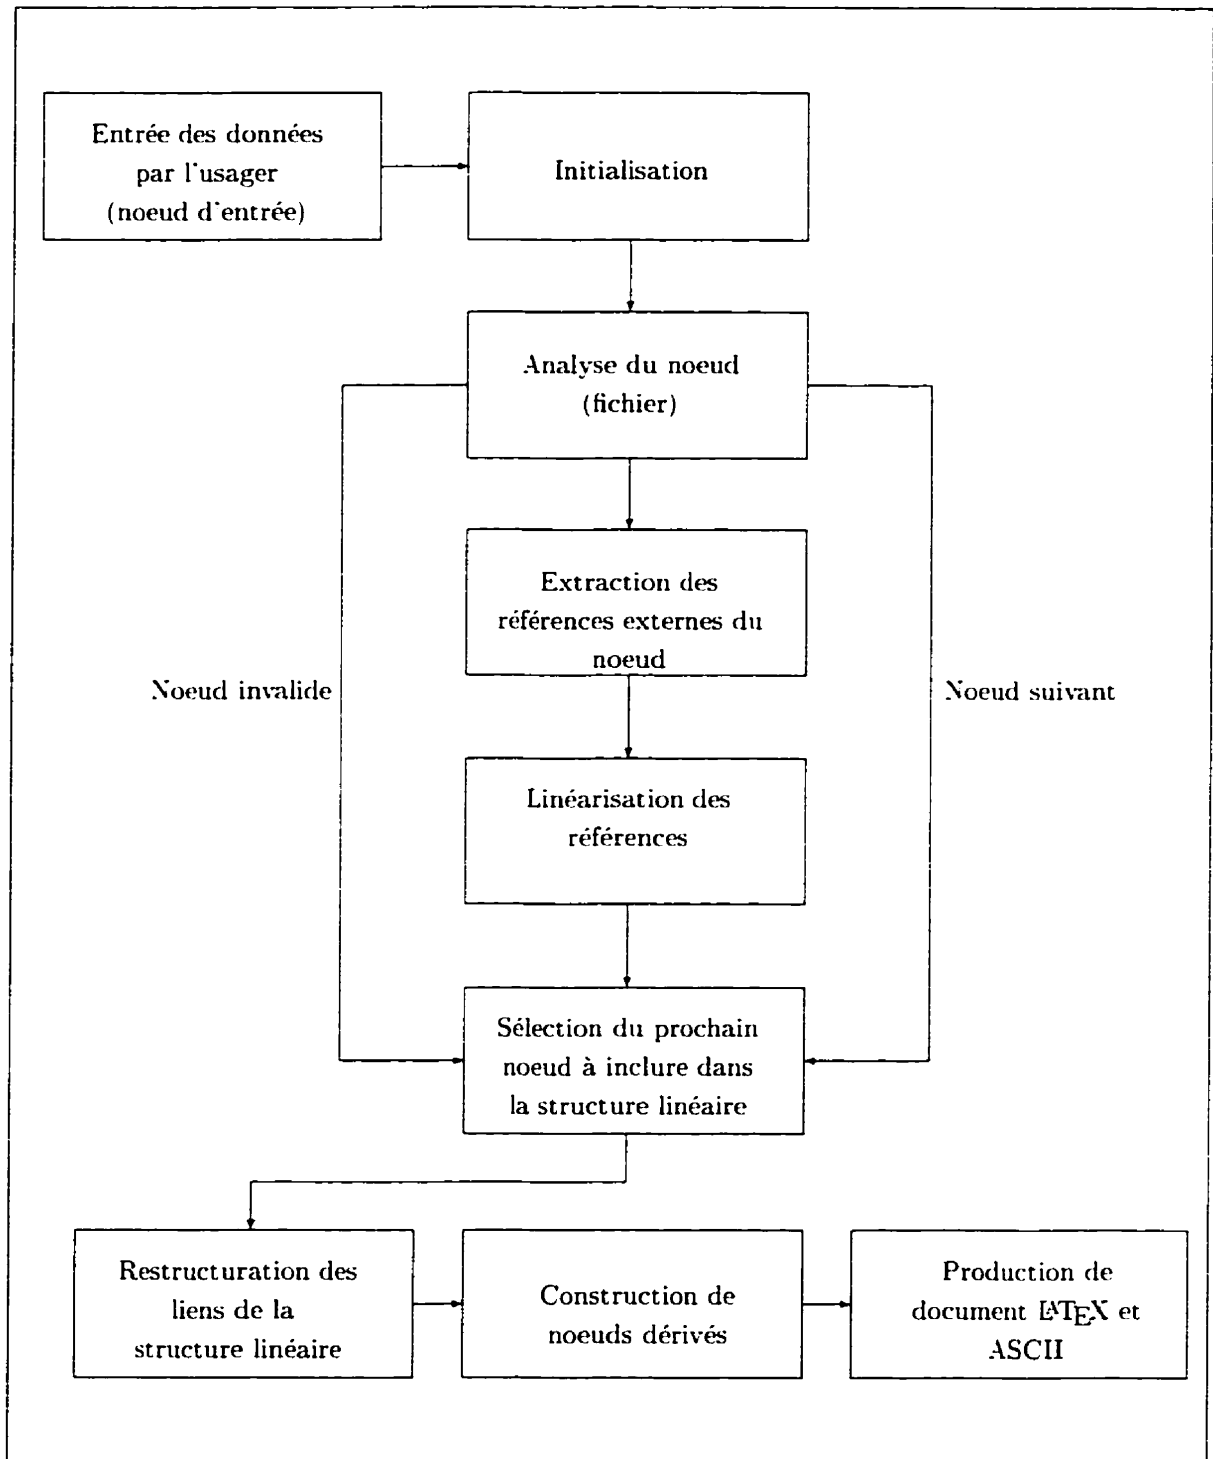 Entrée des données
par l'usager
(noeud d'entrée)
Initialisation
Analyse du noeud
(fichier)
Extraction des
références externes du
noeud
Noeud invalide
Noeud suivant
Linéarisation des
références
Sélection du prochain
noeud à inclure dans
la structure linéaire
Restructuration des
liens de la
structure linéaire
Construction de
noeuds dérivés
Production de
document LATEX et
ASCII